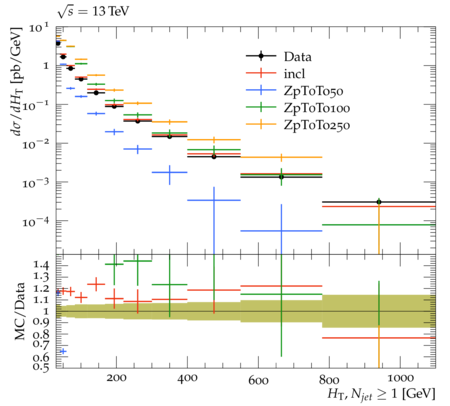 √s = 13 TeV
dσ/dH_T [pb/GeV]
10^1
1
10^−1
10^−2
10^−3
10^−4
Data
incl
ZpToTo50
ZpToTo100
ZpToTo250
MC/Data
1.4
1.3
1.2
1.1
1
0.9
0.8
0.7
0.6
0.5
200 400 600 800 1000
H_T, N_jet ≥ 1 [GeV]